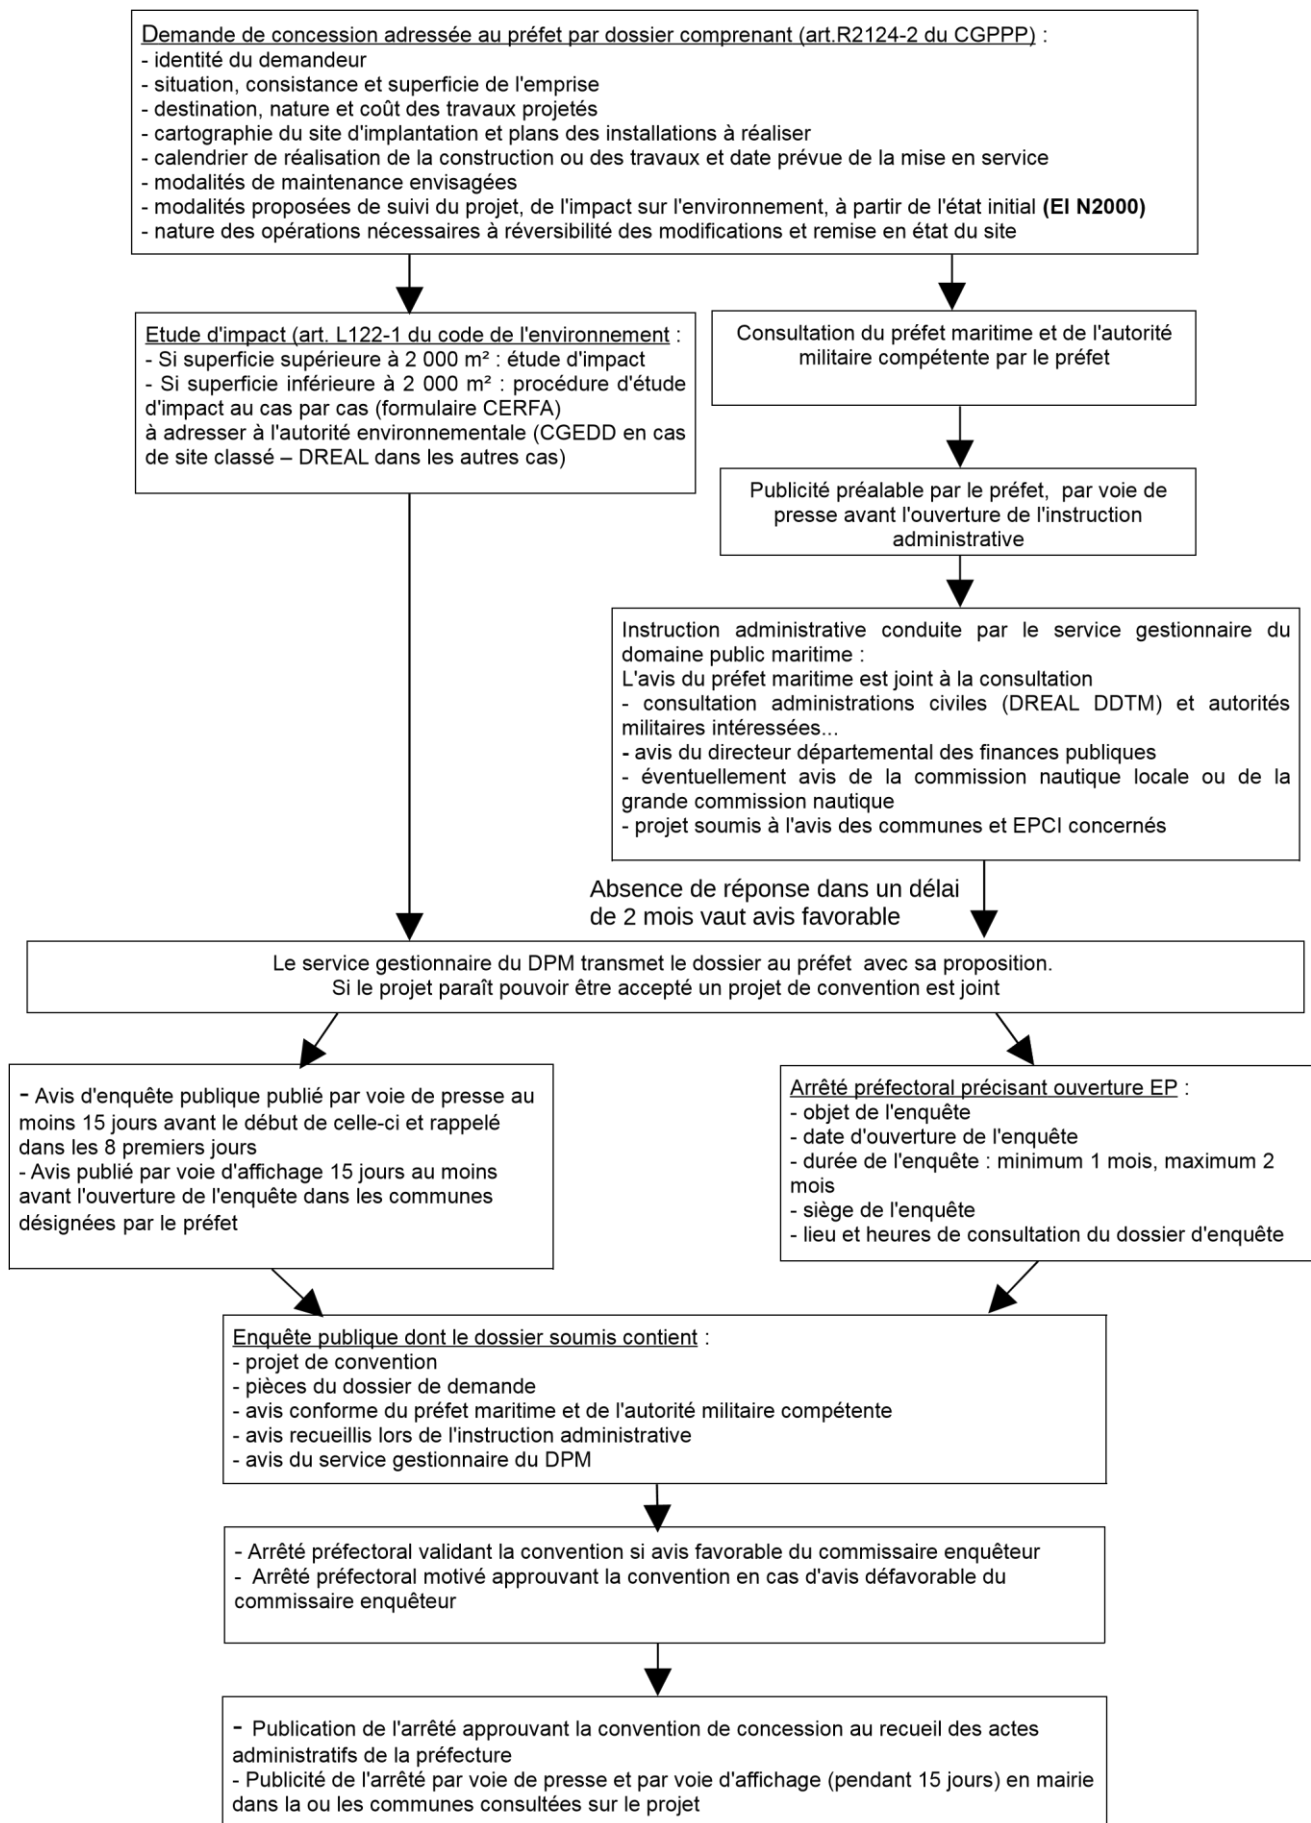 Demande de concession adressée au préfet par dossier comprenant (art.R2124-2 du CGPPP) :
- identité du demandeur
- situation, consistance et superficie de l'emprise
- destination, nature et coût des travaux projetés
- cartographie du site d'implantation et plans des installations à réaliser
- calendrier de réalisation de la construction ou des travaux et date prévue de la mise en service
- modalités de maintenance envisagées
- modalités proposées de suivi du projet, de l'impact sur l'environnement, à partir de l'état initial (EI N2000)
- nature des opérations nécessaires à réversibilité des modifications et remise en état du site
Etude d'impact (art. L122-1 du code de l'environnement :
- Si superficie supérieure à 2 000 m² : étude d'impact
- Si superficie inférieure à 2 000 m² : procédure d'étude
d'impact au cas par cas (formulaire CERFA)
à adresser à l'autorité environnementale (CGEDD en cas
de site classé – DREAL dans les autres cas)
Consultation du préfet maritime et de l'autorité
militaire compétente par le préfet
Publicité préalable par le préfet, par voie de
presse avant l'ouverture de l'instruction
administrative
Instruction administrative conduite par le service gestionnaire du
domaine public maritime :
L'avis du préfet maritime est joint à la consultation
- consultation administrations civiles (DREAL DDTM) et autorités
militaires intéressées...
- avis du directeur départemental des finances publiques
- éventuellement avis de la commission nautique locale ou de la
grande commission nautique
- projet soumis à l'avis des communes et EPCI concernés
Absence de réponse dans un délai
de 2 mois vaut avis favorable
Le service gestionnaire du DPM transmet le dossier au préfet avec sa proposition.
Si le projet paraît pouvoir être accepté un projet de convention est joint
- Avis d'enquête publique publié par voie de presse au
moins 15 jours avant le début de celle-ci et rappelé
dans les 8 premiers jours
- Avis publié par voie d'affichage 15 jours au moins
avant l'ouverture de l'enquête dans les communes
désignées par le préfet
Arrêté préfectoral précisant ouverture EP :
- objet de l'enquête
- date d'ouverture de l'enquête
- durée de l'enquête : minimum 1 mois, maximum 2
mois
- siège de l'enquête
- lieu et heures de consultation du dossier d'enquête
Enquête publique dont le dossier soumis contient :
- projet de convention
- pièces du dossier de demande
- avis conforme du préfet maritime et de l'autorité militaire compétente
- avis recueillis lors de l'instruction administrative
- avis du service gestionnaire du DPM
- Arrêté préfectoral validant la convention si avis favorable du commissaire enquêteur
- Arrêté préfectoral motivé approuvant la convention en cas d'avis défavorable du
commissaire enquêteur
- Publication de l'arrêté approuvant la convention de concession au recueil des actes
administratifs de la préfecture
- Publicité de l'arrêté par voie de presse et par voie d'affichage (pendant 15 jours) en mairie
dans la ou les communes consultées sur le projet